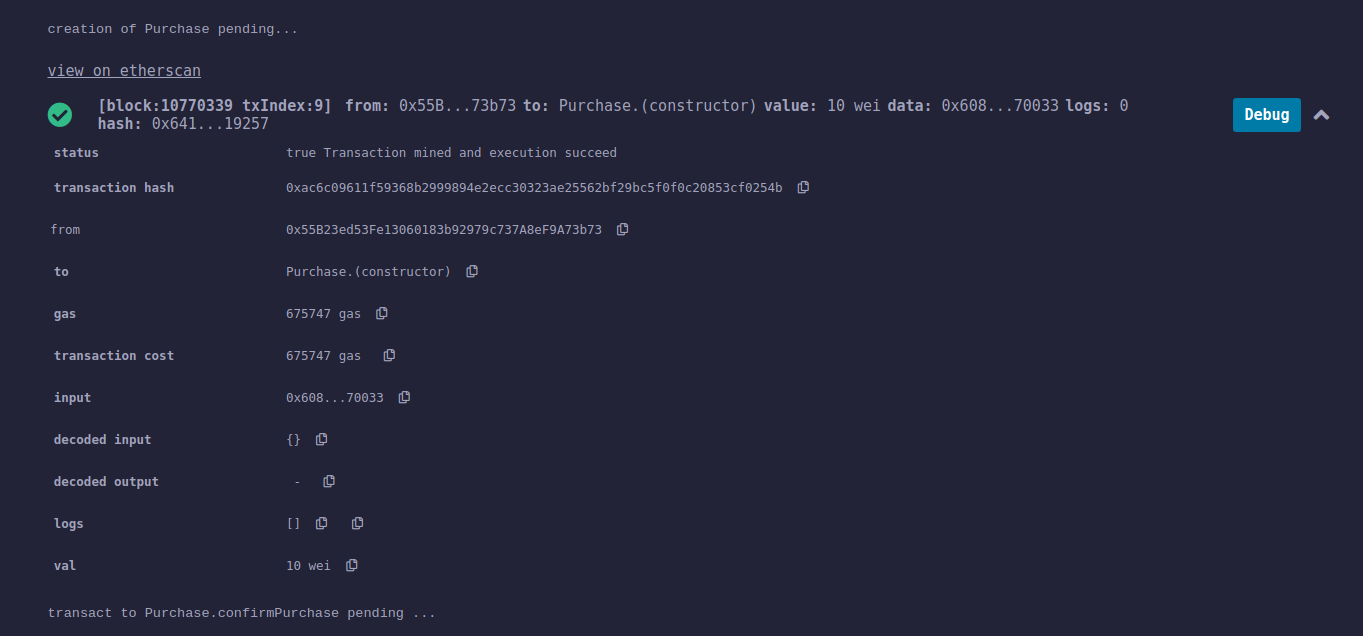 creation of Purchase pending...
view on etherscan
[block:10770339 txIndex:9] from: 0x55B...73b73 to: Purchase.(constructor) value: 10 wei data: 0x608...70033 logs: 0
hash: 0x641...19257
Debug
status true Transaction mined and execution succeed
transaction hash 0xac6c09611f59368b2999894e2ecc30323ae25562bf29bc5f0f0c20853cf0254b
from 0x55B23ed53Fe13060183b92979c737A8eF9A73b73
to Purchase.(constructor)
gas 675747 gas
transaction cost 675747 gas
input 0x608...70033
decoded input {}
decoded output -
logs []
val 10 wei
transact to Purchase.confirmPurchase pending ...